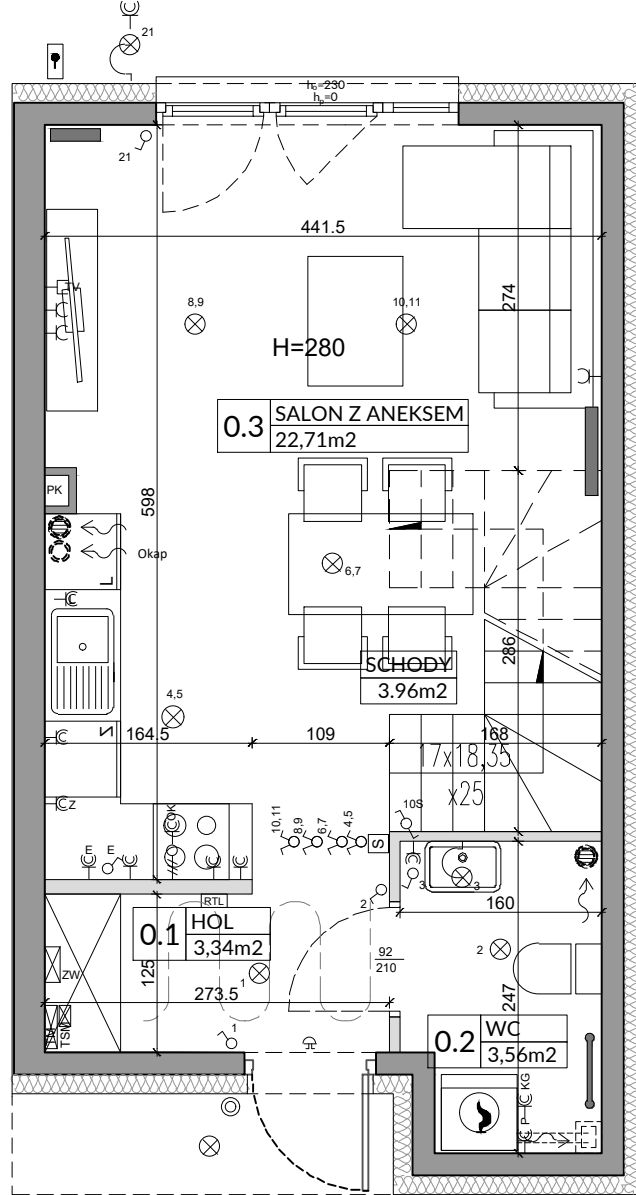 21
hₚ=230
hₚ=0
21
441.5
TV
8,9
10,11
274
H=280
0.3
SALON Z ANEKSEM
22,71m2
PK
598
Okap
L
6,7
SCHODY
3.96m2
286
4,5
Z
164.5
109
168
17x18,35
x25
Z
OK
10,11
8,9
6,7
4,5
S
10S
E
E
3
3
2
160
RTL
0.1
HOL
3,34m2
125
92
210
2
1
ZW
273.5
247
TSM
1
0.2
WC
3,56m2
KG
P